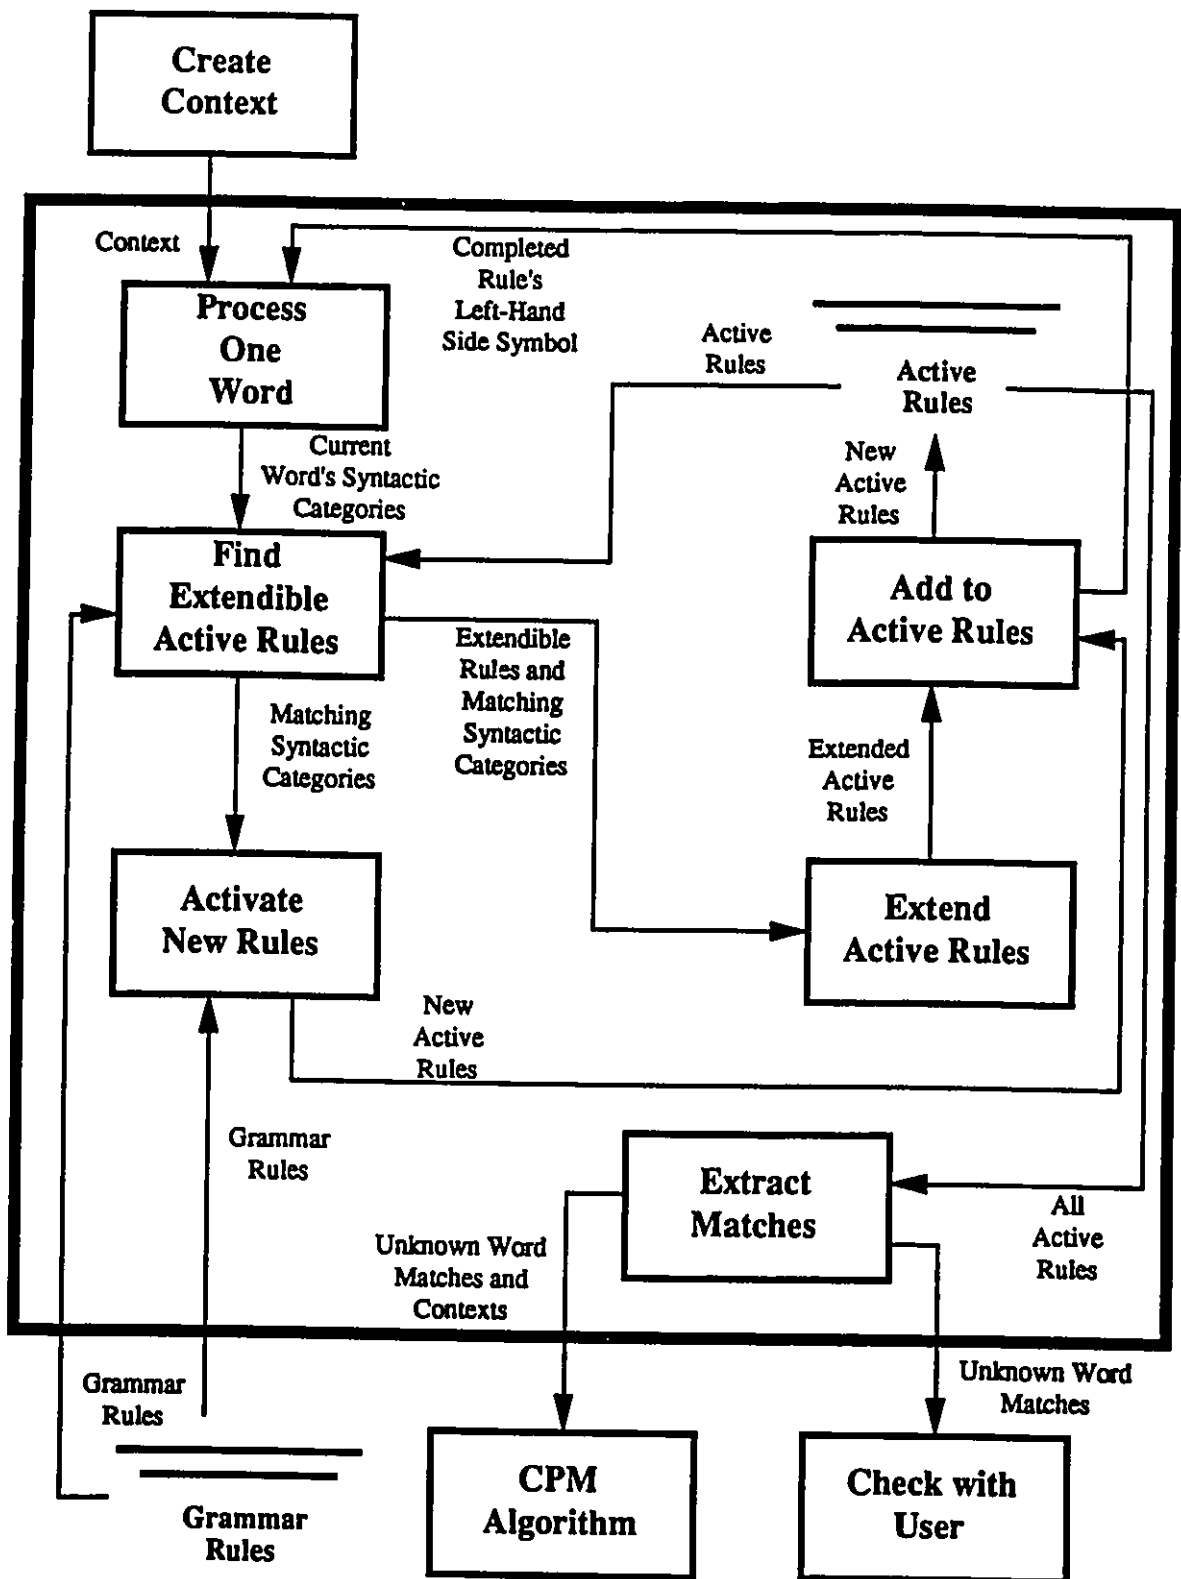 Create
Context
Context
Completed
Rule's
Left-Hand
Side Symbol
Process
One
Word
Active
Rules
Active
Rules
Current
Word's Syntactic
Categories
New
Active
Rules
Find
Extendible
Active Rules
Add to
Active Rules
Extendible
Rules and
Matching
Syntactic
Categories
Matching
Syntactic
Categories
Extended
Active
Rules
Activate
New Rules
Extend
Active Rules
New
Active
Rules
Grammar
Rules
Extract
Matches
All
Active
Rules
Unknown Word
Matches and
Contexts
Grammar
Rules
Unknown Word
Matches
Grammar
Rules
CPM
Algorithm
Check with
User